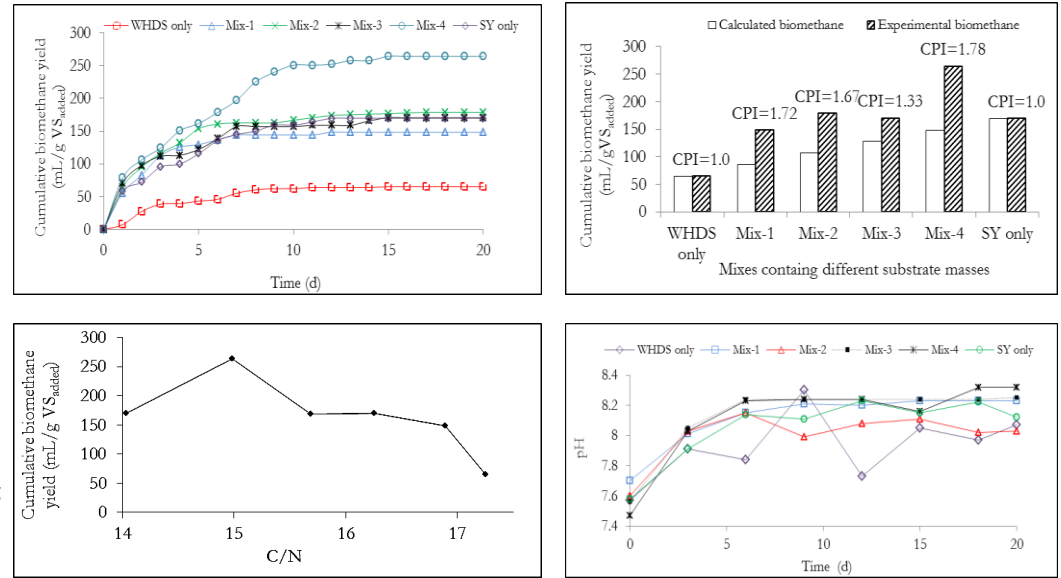 WHDS only Mix-1 Mix-2 Mix-3 Mix-4 SY only
Cumulative biomethane yield
(mL/g VSadded)
300
250
200
150
100
50
0
0 5 10 15 20
Time (d)
Calculated biomethane Experimental biomethane
Cumulative biomethane yield
(mL/gVSadded)
300
250
200
150
100
50
0
CPI=1.0
CPI=1.72
CPI=1.67
CPI=1.33
CPI=1.78
CPI=1.0
WHDS only Mix-1 Mix-2 Mix-3 Mix-4 SY only
Mixes containg different substrate masses
Cumulative biomethane
yield (mL/g VSadded)
300
250
200
150
100
50
0
14 15 16 17
C/N
WHDS only Mix-1 Mix-2 Mix-3 Mix-4 SY only
pH
8.4
8.2
8
7.8
7.6
7.4
0 5 10 15 20
Time (d)